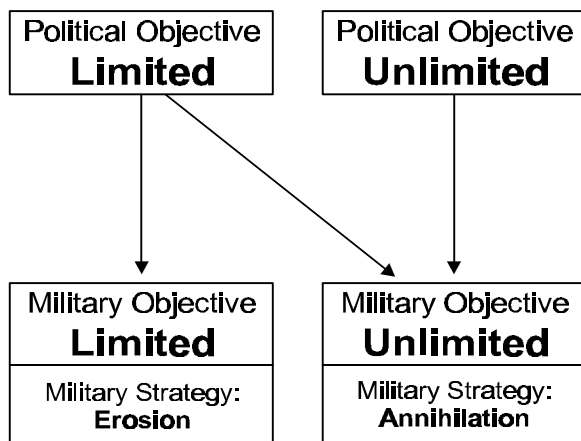 Political Objective
Limited
Political Objective
Unlimited
Military Objective
Limited
Military Strategy:
Erosion
Military Objective
Unlimited
Military Strategy:
Annihilation